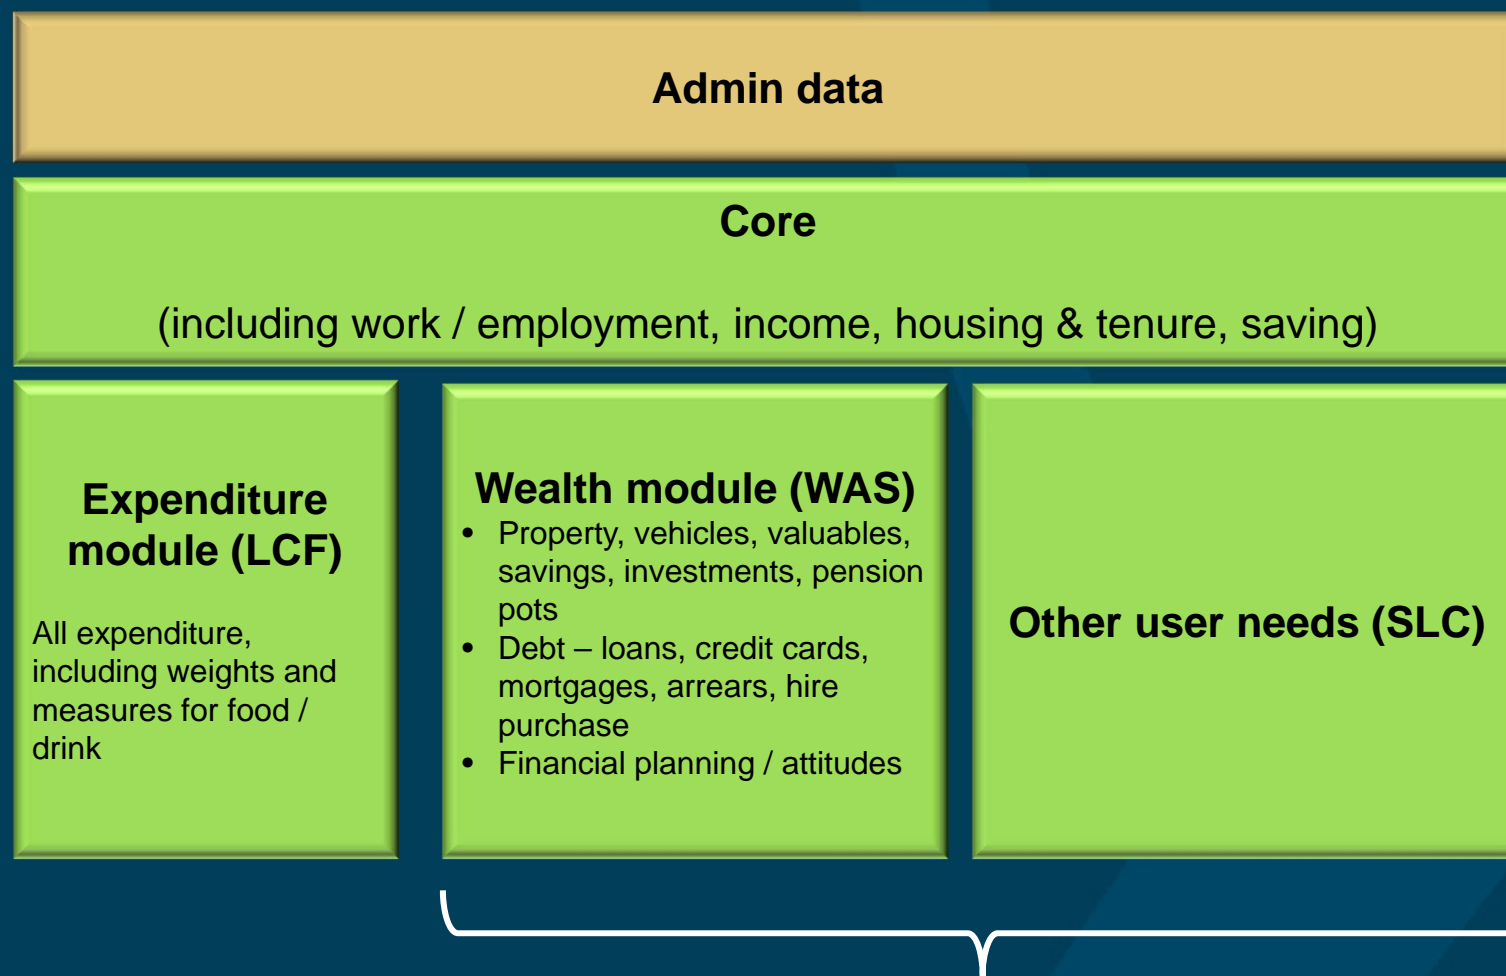 Admin data
Core
(including work / employment, income, housing & tenure, saving)
Expenditure
module (LCF)
All expenditure,
including weights and
measures for food /
drink
Wealth module (WAS)
• Property, vehicles, valuables,
savings, investments, pension
pots
• Debt – loans, credit cards,
mortgages, arrears, hire
purchase
• Financial planning / attitudes
Other user needs (SLC)